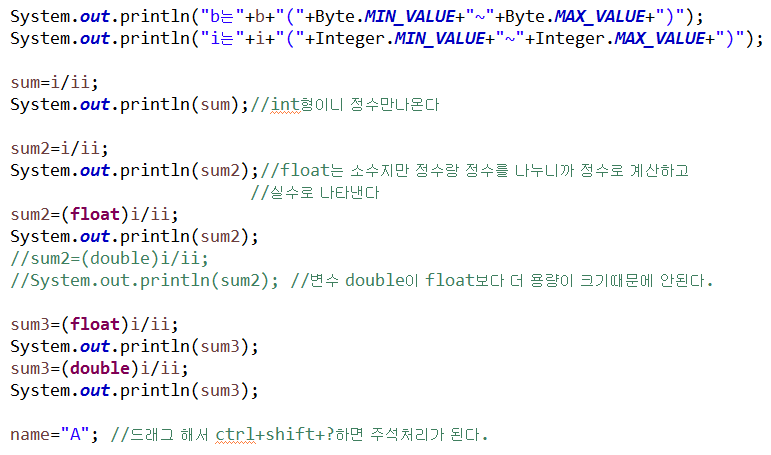 System.out.println("b는"+b+"("+Byte.MIN_VALUE+"~"+Byte.MAX_VALUE+")");
System.out.println("i는"+i+"("+Integer.MIN_VALUE+"~"+Integer.MAX_VALUE+")");
sum=i/ii;
System.out.println(sum);//int형이니 정수만나온다
sum2=i/ii;
System.out.println(sum2);//float는 소수지만 정수랑 정수를 나누니까 정수로 계산하고
//실수로 나타낸다
sum2=(float)i/ii;
System.out.println(sum2);
//sum2=(double)i/ii;
//System.out.println(sum2); //변수 double이 float보다 더 용량이 크기때문에 안된다.
sum3=(float)i/ii;
System.out.println(sum3);
sum3=(double)i/ii;
System.out.println(sum3);
name="A"; //드래그 해서 ctrl+shift+?하면 주석처리가 된다.